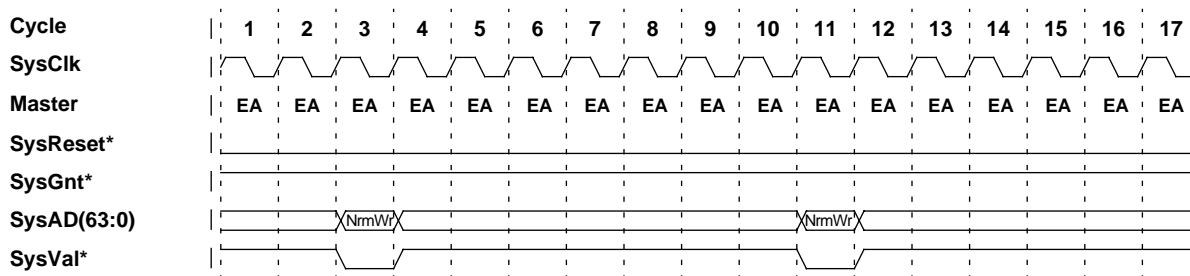 Cycle 1 2 3 4 5 6 7 8 9 10 11 12 13 14 15 16 17
SysClk
Master EA EA EA EA EA EA EA EA EA EA EA EA EA EA EA EA EA
SysReset*
SysGnt*
SysAD(63:0) NrmWr NrmWr
SysVal*